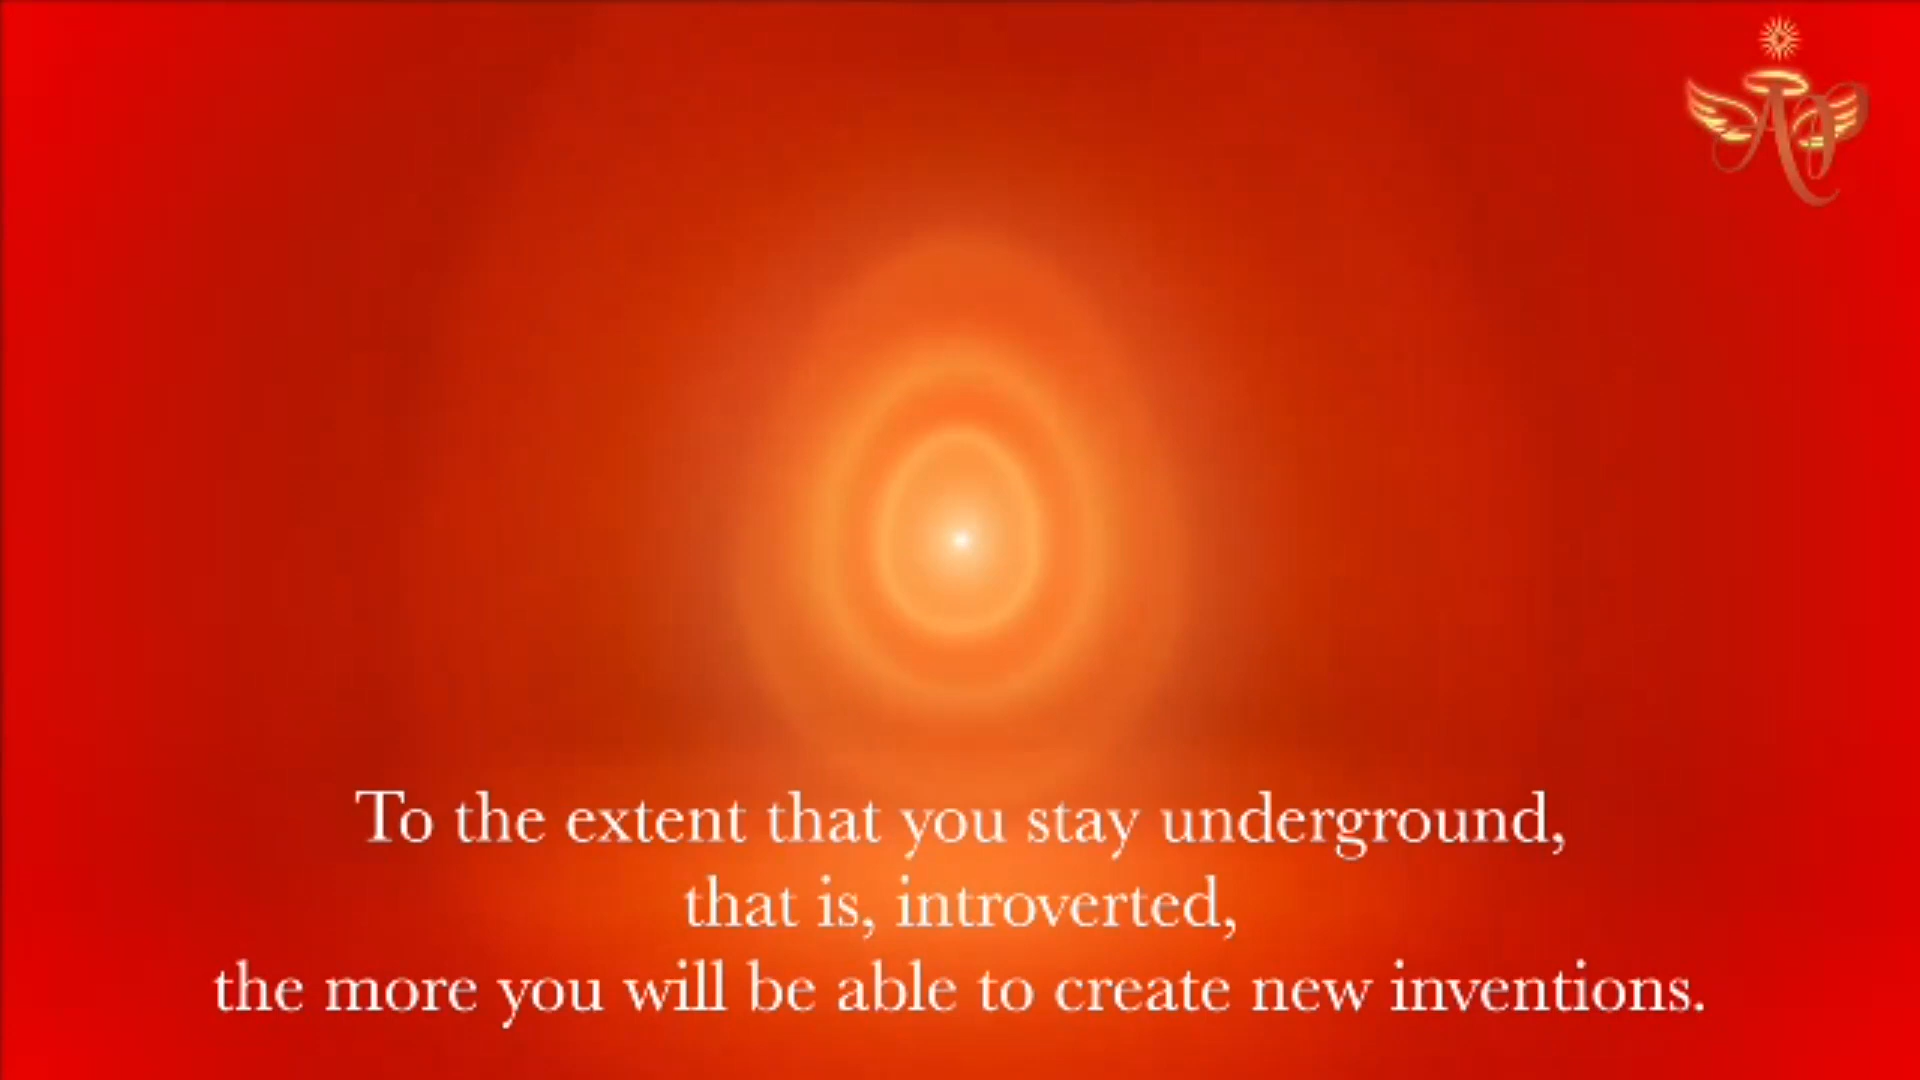 To the extent that you stay underground,
that is, introverted,
the more you will be able to create new inventions.